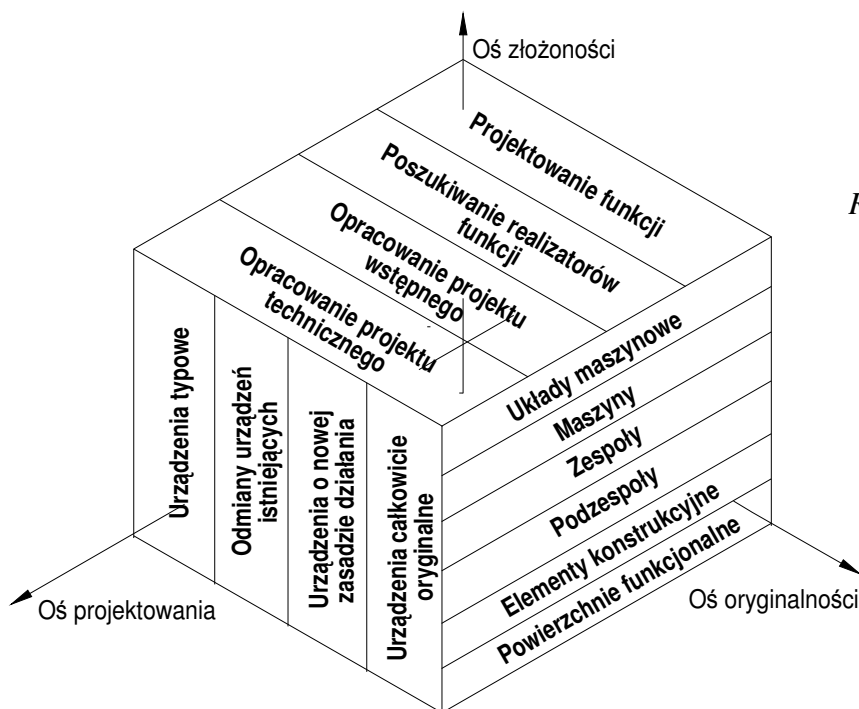 Oś złożoności
Projektowanie funkcji
Poszukiwanie realizatorów
funkcji
Opracowanie projektu
wstępnego
Opracowanie projektu
technicznego
Urządzenia typowe
Odmiany urządzeń
istniejących
Urządzenia o nowej
zasadzie działania
Urządzenia całkowicie
oryginalne
Układy maszynowe
Maszyny
Zespoły
Podzespoły
Elementy konstrukcyjne
Powierzchnie funkcjonalne
Oś projektowania
Oś oryginalności